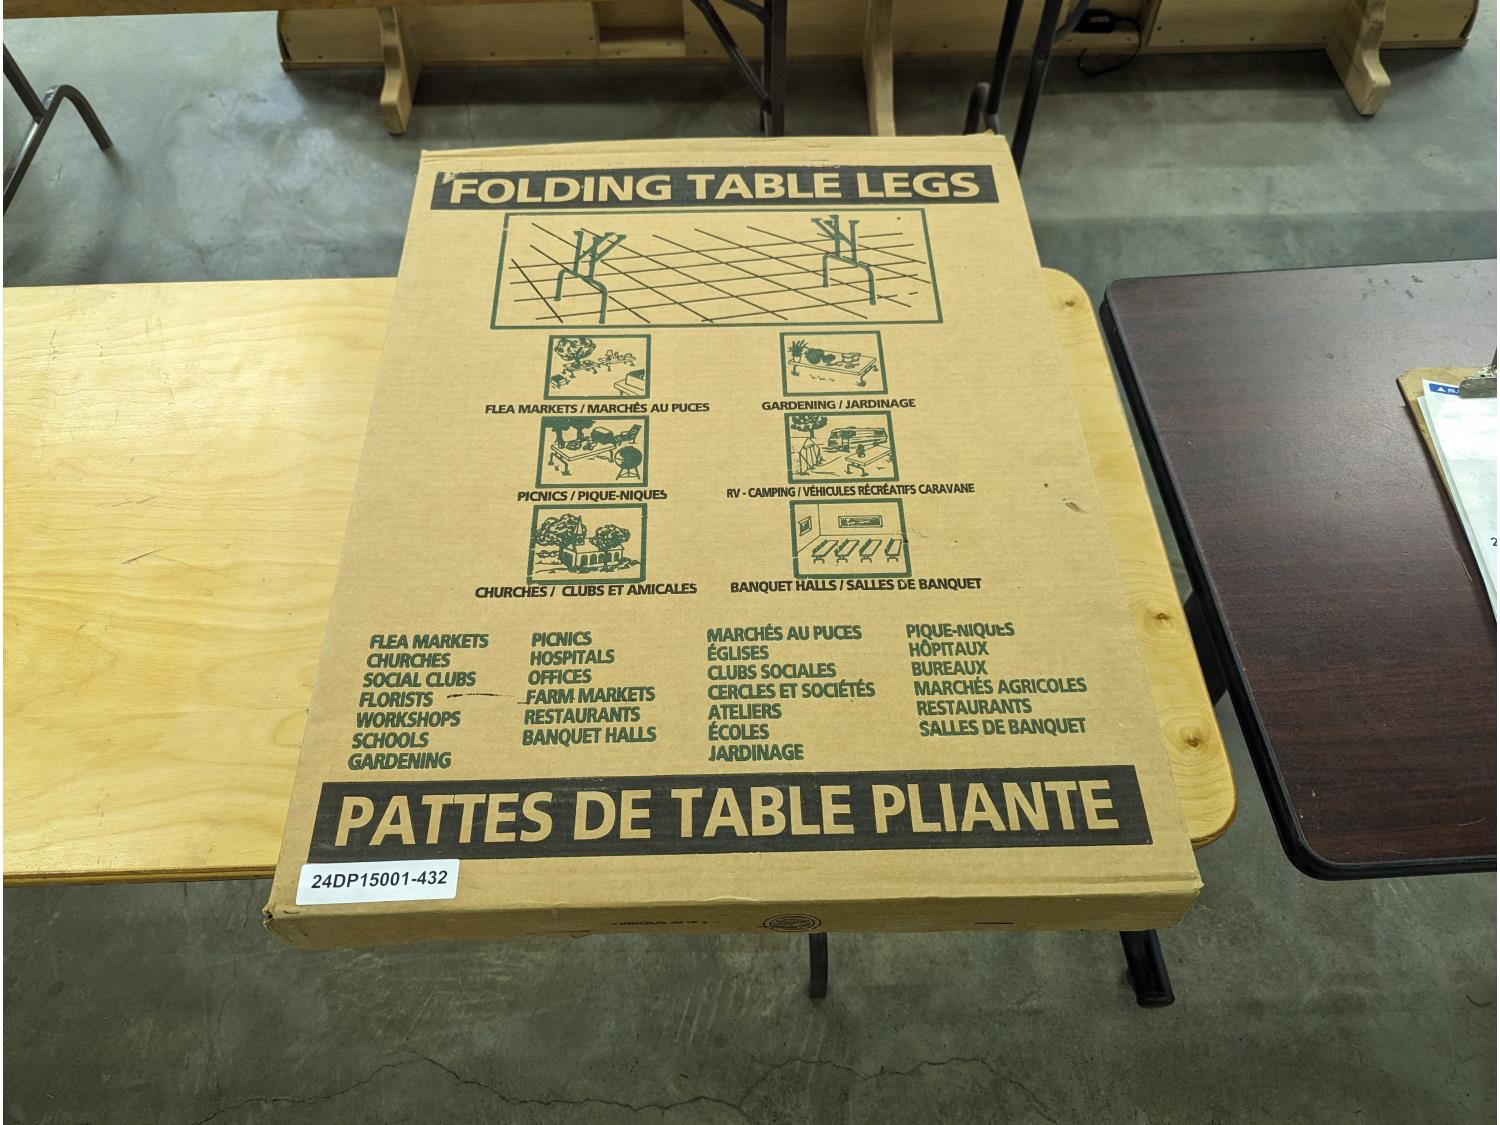 FOLDING TABLE LEGS
FLEA MARKETS / MARCHÉS AU PUCES
GARDENING / JARDINAGE
PICNICS / PIQUE-NIQUES
RV - CAMPING / VÉHICULES RÉCRÉATIFS CARAVANE
CHURCHES / CLUBS ET AMICALES
BANQUET HALLS / SALLES DE BANQUET
FLEA MARKETS
CHURCHES
SOCIAL CLUBS
FLORISTS
WORKSHOPS
SCHOOLS
GARDENING
PICNICS
HOSPITALS
OFFICES
FARM MARKETS
RESTAURANTS
BANQUET HALLS
MARCHÉS AU PUCES
ÉGLISES
CLUBS SOCIALES
CERCLES ET SOCIÉTÉS
ATELIERS
ÉCOLES
JARDINAGE
PIQUE-NIQUES
HÔPITAUX
BUREAUX
MARCHÉS AGRICOLES
RESTAURANTS
SALLES DE BANQUET
PATTES DE TABLE PLIANTE
24DP15001-432